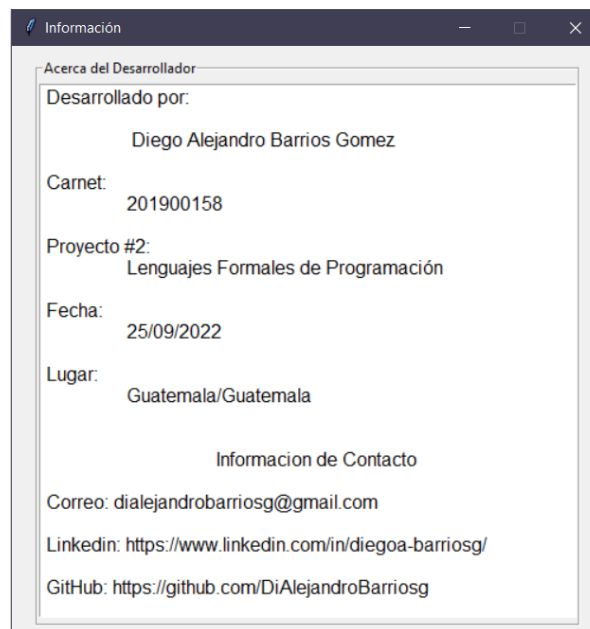 Información
Acerca del Desarrollador
Desarrollado por:
Diego Alejandro Barrios Gomez
Carnet:
201900158
Proyecto #2:
Lenguajes Formales de Programación
Fecha:
25/09/2022
Lugar:
Guatemala/Guatemala
Informacion de Contacto
Correo: dialejandrobarriosg@gmail.com
Linkedin: https://www.linkedin.com/in/diegoa-barriosg/
GitHub: https://github.com/DiAlejandroBarriosg